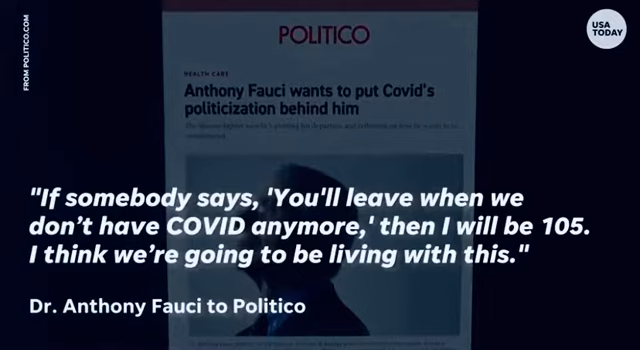 FROM POLITICO.COM
USA
TODAY
POLITICO
HEALTH CARE
Anthony Fauci wants to put Covid's
politicization behind him
"If somebody says, 'You'll leave when we
don’t have COVID anymore,' then I will be 105.
I think we’re going to be living with this."
Dr. Anthony Fauci to Politico